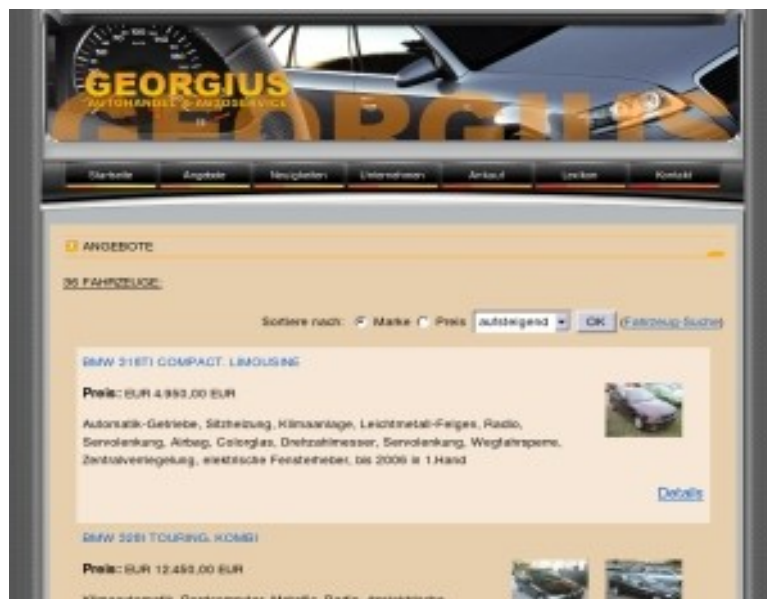 GEORGIUS
AUTOHANDEL & AUTOSERVICE
GEORGIUS
Startseite Angebote Neuigkeiten Unternehmen Ankauf Lexikon Kontakt
ANGEBOTE
36 FAHRZEUGE:
Sortiere nach: Marke Preis aufsteigend OK (Fahrzeug-Suche)
BMW COMPACT. LIMOUSINE
Preis: EUR 4.950,00 EUR
Automatik-Getriebe, Sitzheizung, Klimaanlage, Leichtmetall-Felgen, Radio,
Servolenkung, Airbag, Colorglas, Drehzahlmesser, Servolenkung, Wegfahrsperre,
Zentralverriegelung, elektrische Fensterheber, bis 2006 in 1.Hand
Details
BMW TOURING. KOMBI
Preis: EUR 12.450,00 EUR